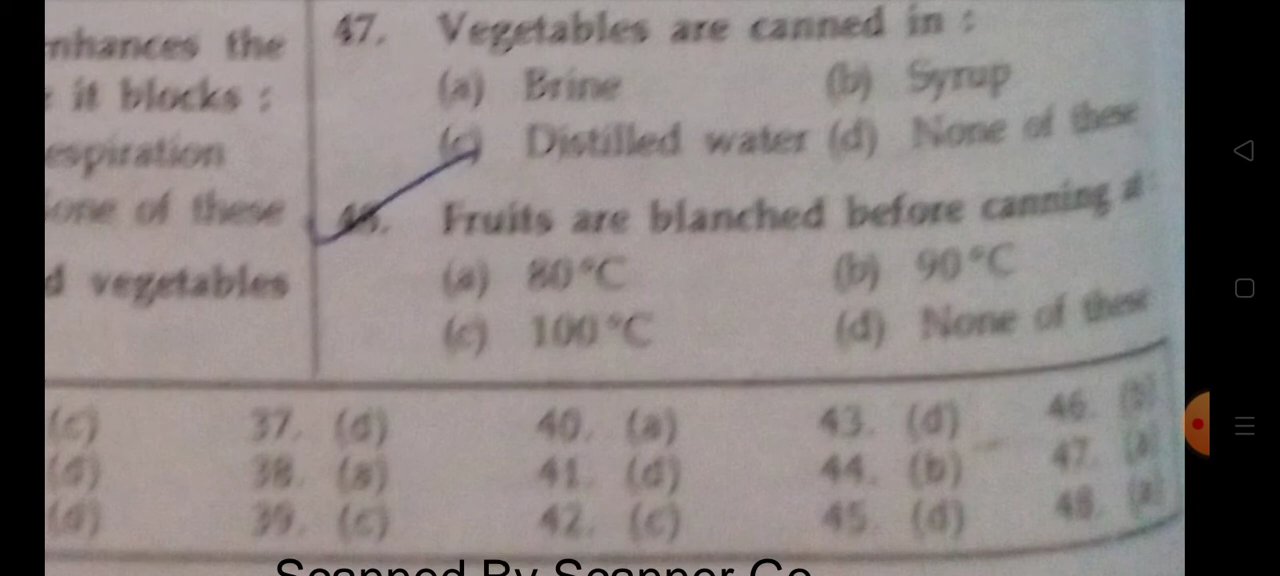 nhances the
it blocks :
espiration
one of these
d vegetables
47. Vegetables are canned in :
(a) Brine (b) Syrup
(c) Distilled water (d) None of these
48. Fruits are blanched before canning a
(a) 80°C (b) 90°C
(c) 100°C (d) None of these
(c) 37. (d) 40. (a) 43. (d) 46. (b)
(d) 38. (a) 41. (d) 44. (b) 47. (a)
(d) 39. (c) 42. (c) 45. (d) 48. (a)
Scanned By Scanner Go